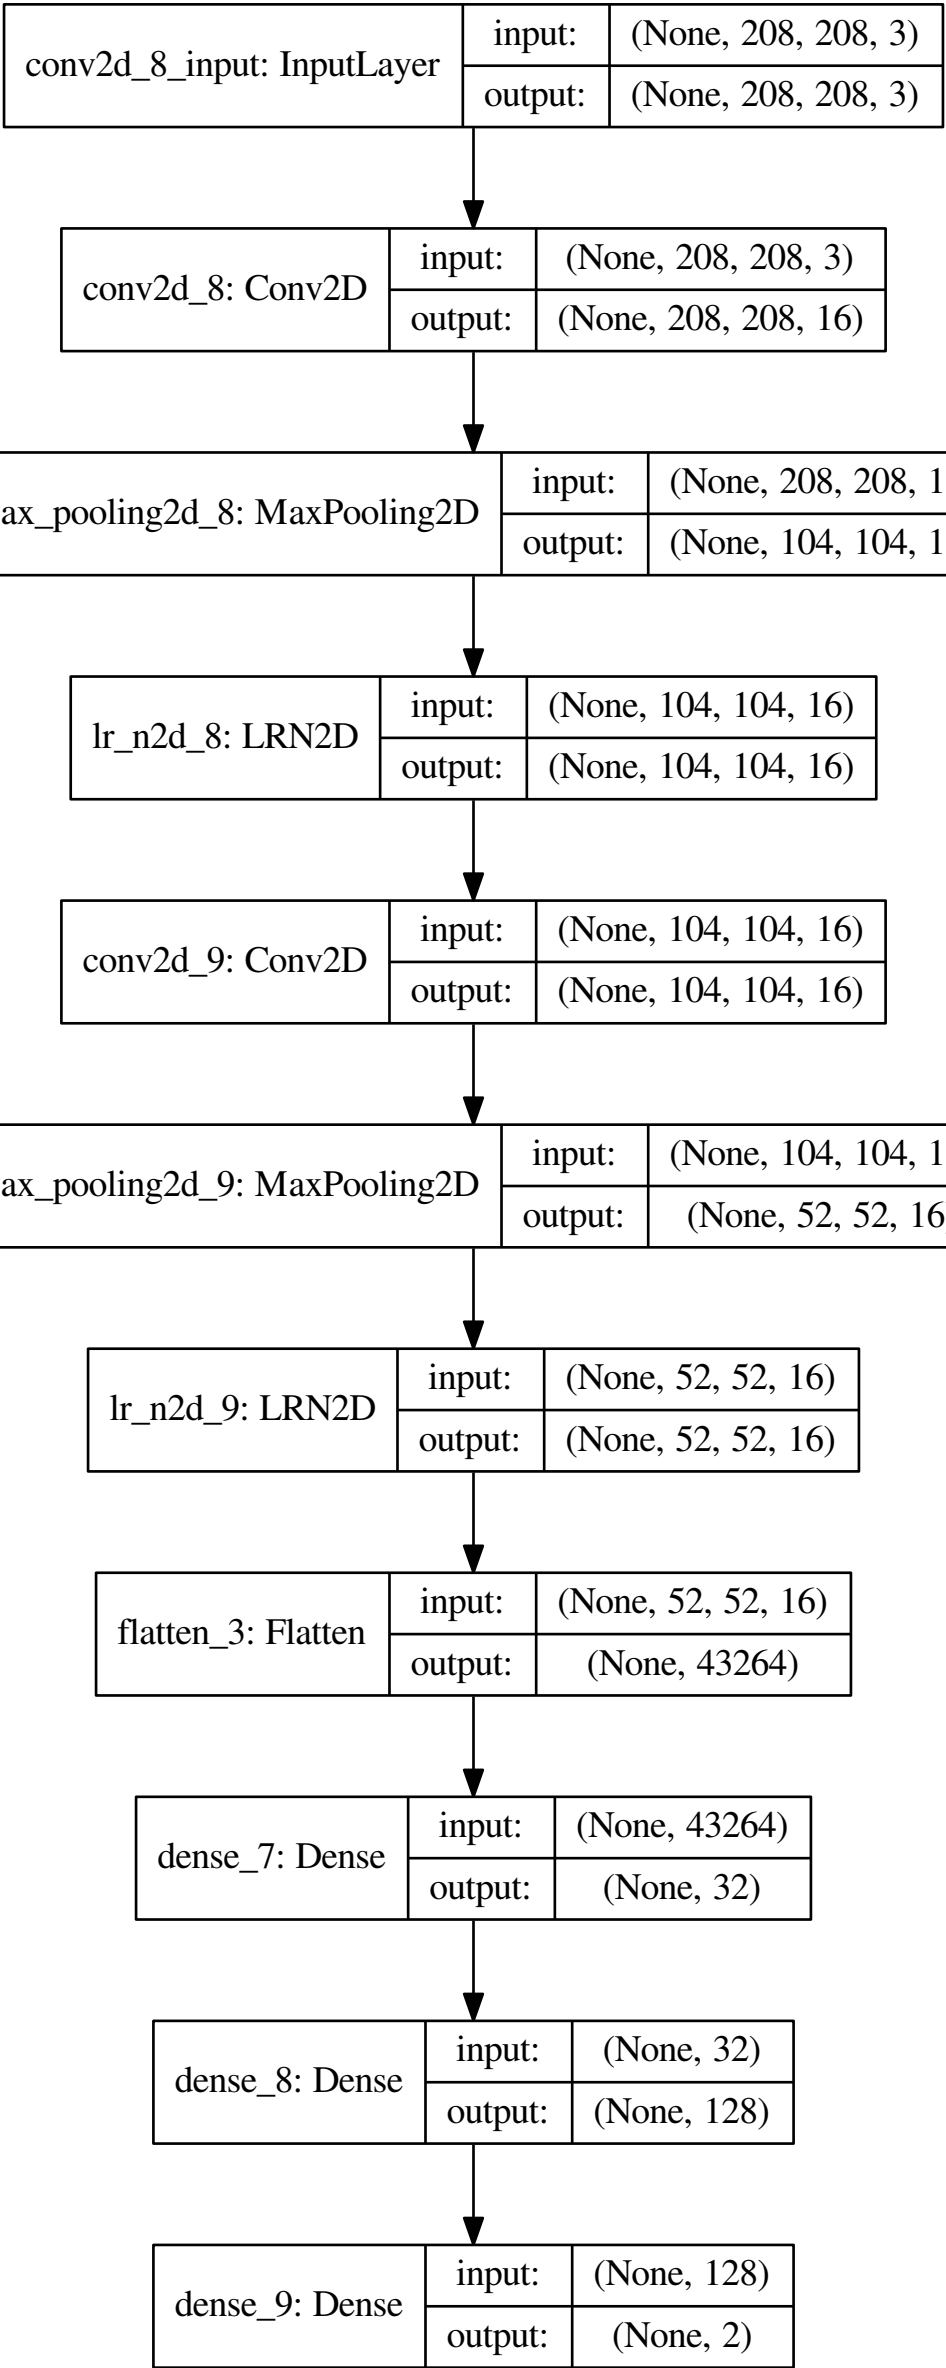 conv2d_8_input: InputLayer input: (None, 208, 208, 3)
output: (None, 208, 208, 3)
conv2d_8: Conv2D input: (None, 208, 208, 3)
output: (None, 208, 208, 16)
ax_pooling2d_8: MaxPooling2D input: (None, 208, 208, 1
output: (None, 104, 104, 1
lr_n2d_8: LRN2D input: (None, 104, 104, 16)
output: (None, 104, 104, 16)
conv2d_9: Conv2D input: (None, 104, 104, 16)
output: (None, 104, 104, 16)
ax_pooling2d_9: MaxPooling2D input: (None, 104, 104, 1
output: (None, 52, 52, 16
lr_n2d_9: LRN2D input: (None, 52, 52, 16)
output: (None, 52, 52, 16)
flatten_3: Flatten input: (None, 52, 52, 16)
output: (None, 43264)
dense_7: Dense input: (None, 43264)
output: (None, 32)
dense_8: Dense input: (None, 32)
output: (None, 128)
dense_9: Dense input: (None, 128)
output: (None, 2)